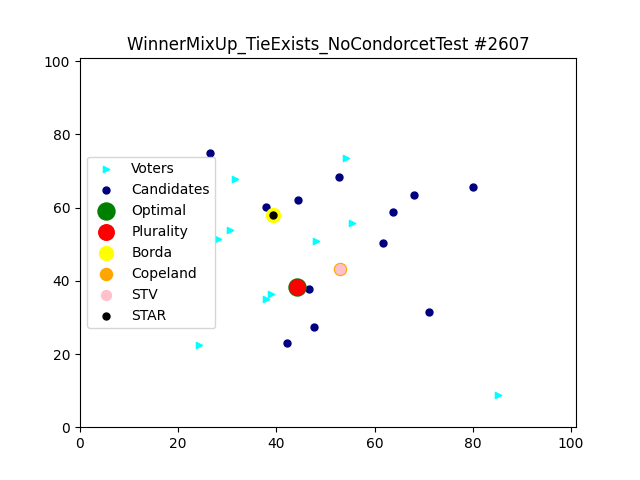 WinnerMixUp_TieExists_NoCondorcetTest #2607
100
80
60
40
20
0
Voters
Candidates
Optimal
Plurality
Borda
Copeland
STV
STAR
0 20 40 60 80 100